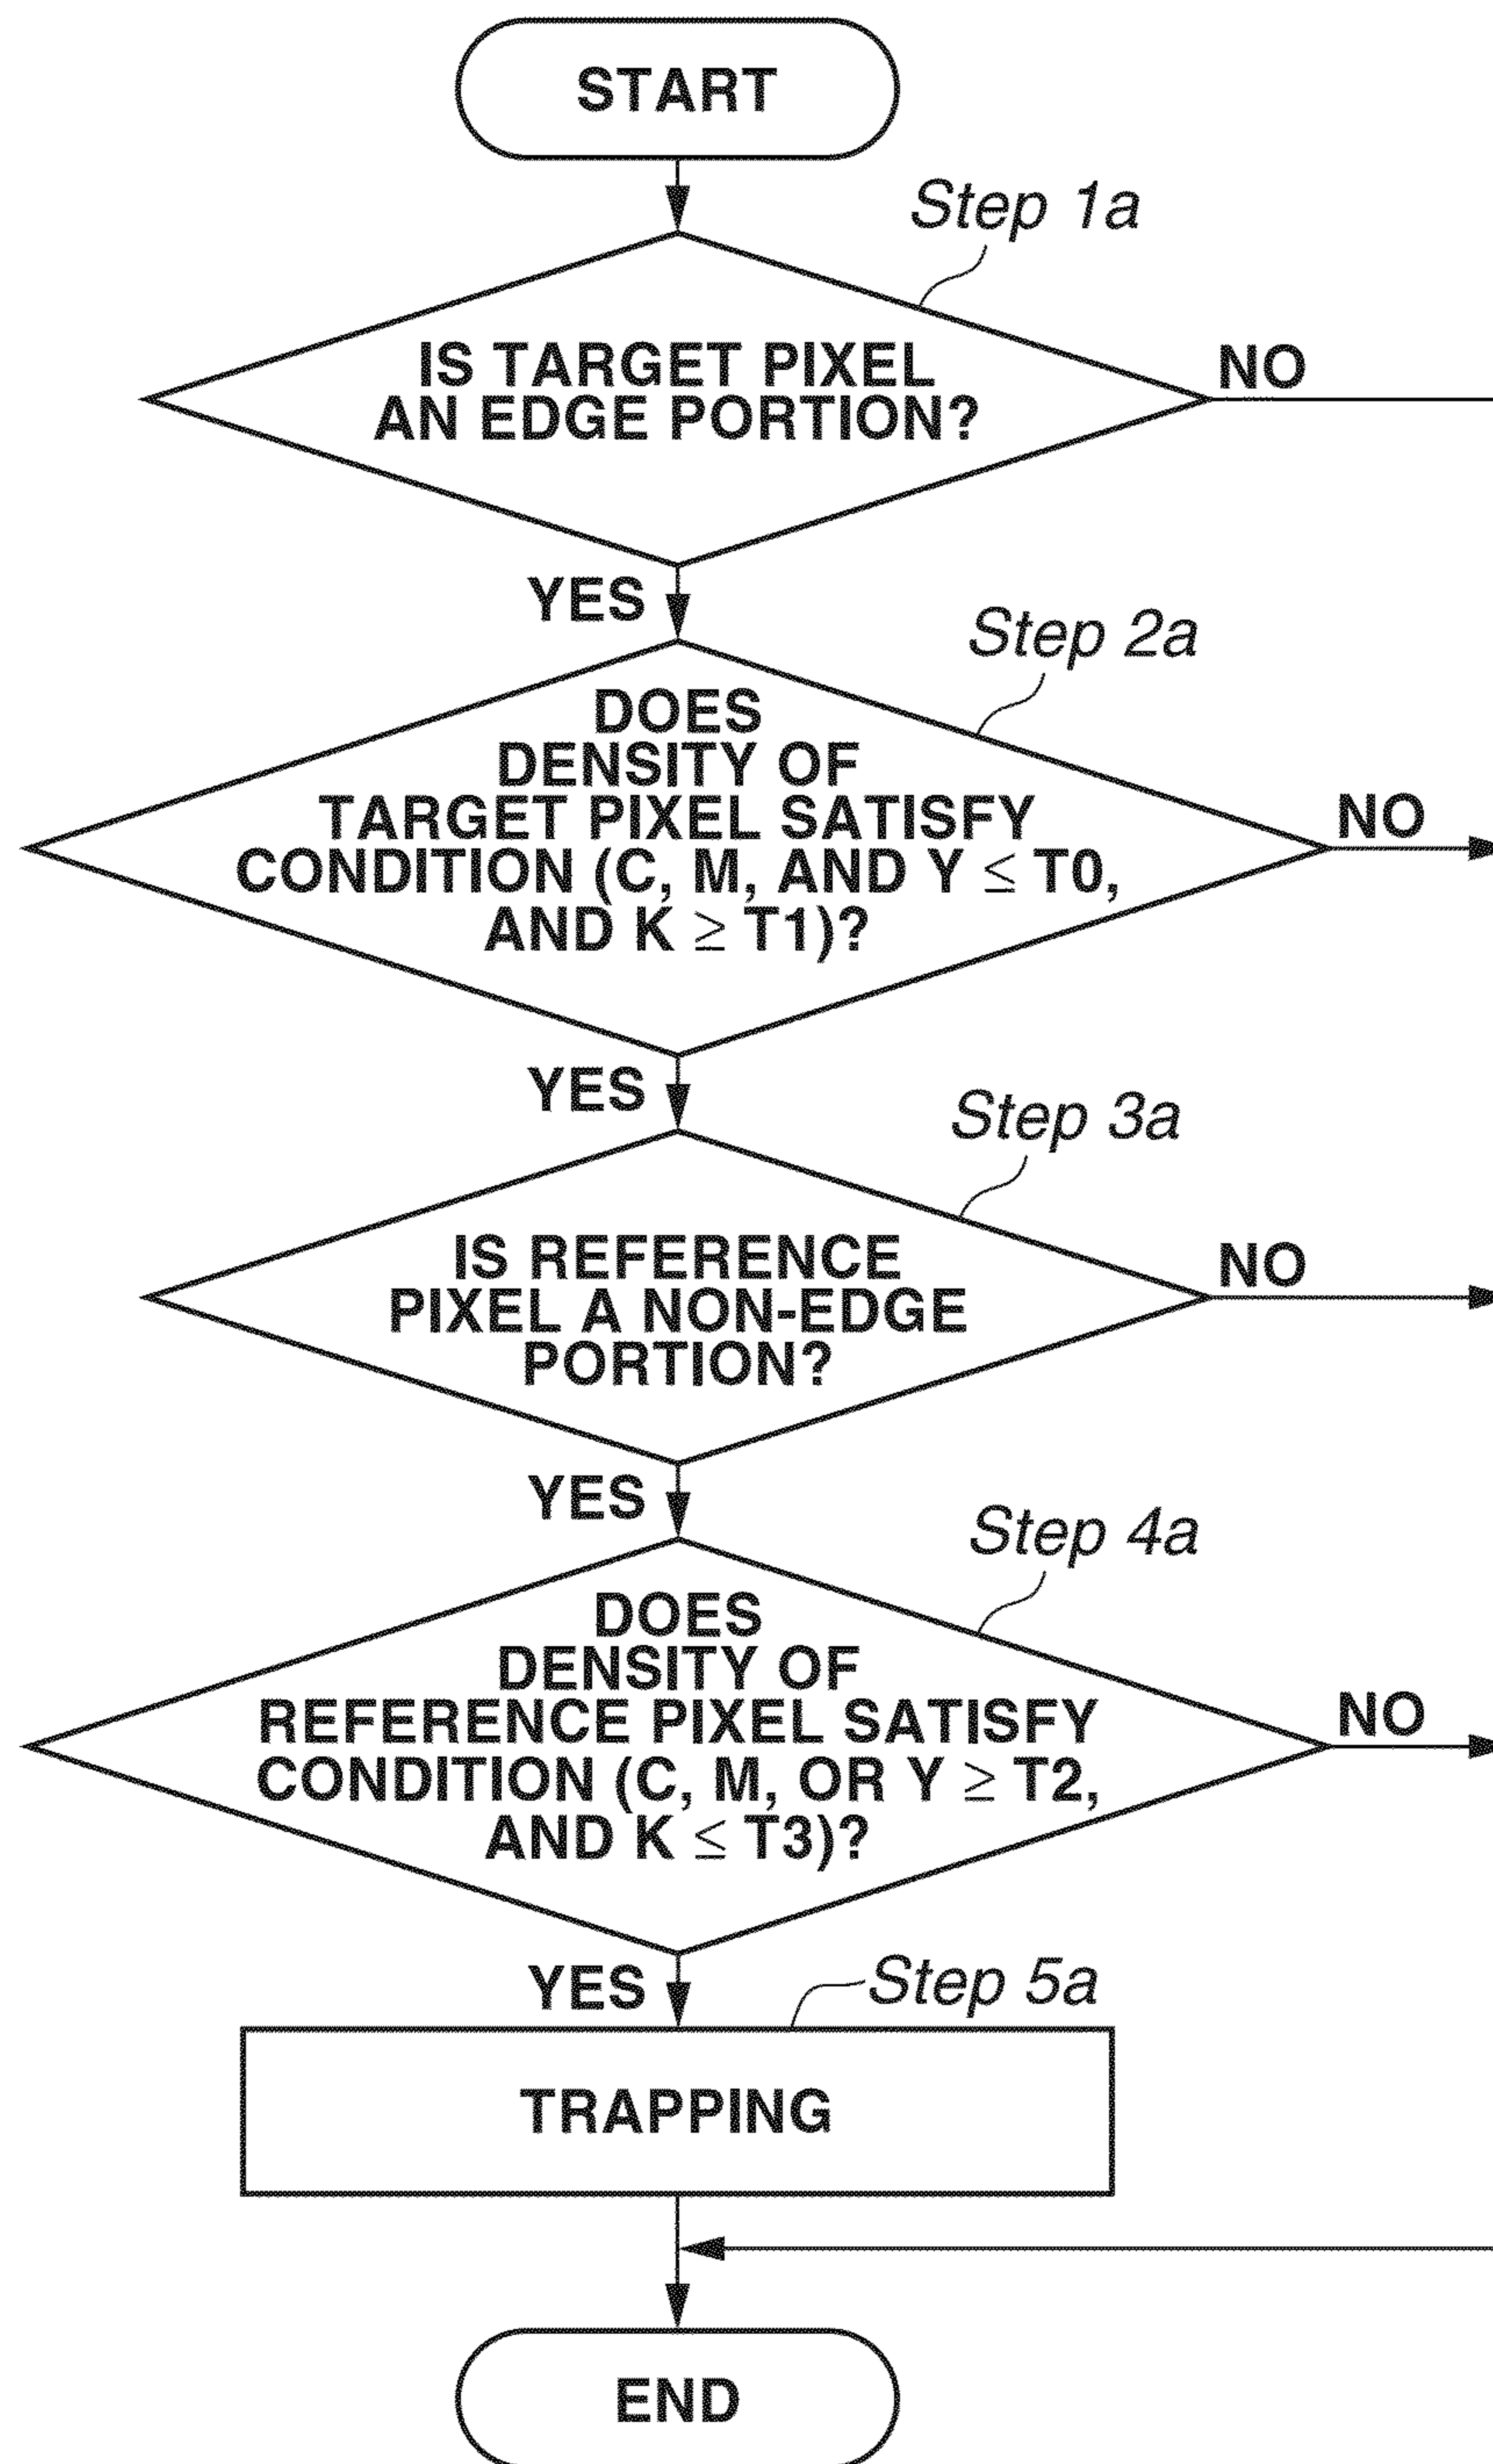 START
Step 1a
IS TARGET PIXEL
AN EDGE PORTION?
NO
YES
Step 2a
DOES
DENSITY OF
TARGET PIXEL SATISFY
CONDITION (C, M, AND Y ≤ T0,
AND K ≥ T1)?
NO
YES
Step 3a
IS REFERENCE
PIXEL A NON-EDGE
PORTION?
NO
YES
Step 4a
DOES
DENSITY OF
REFERENCE PIXEL SATISFY
CONDITION (C, M, OR Y ≥ T2,
AND K ≤ T3)?
NO
YES
Step 5a
TRAPPING
END